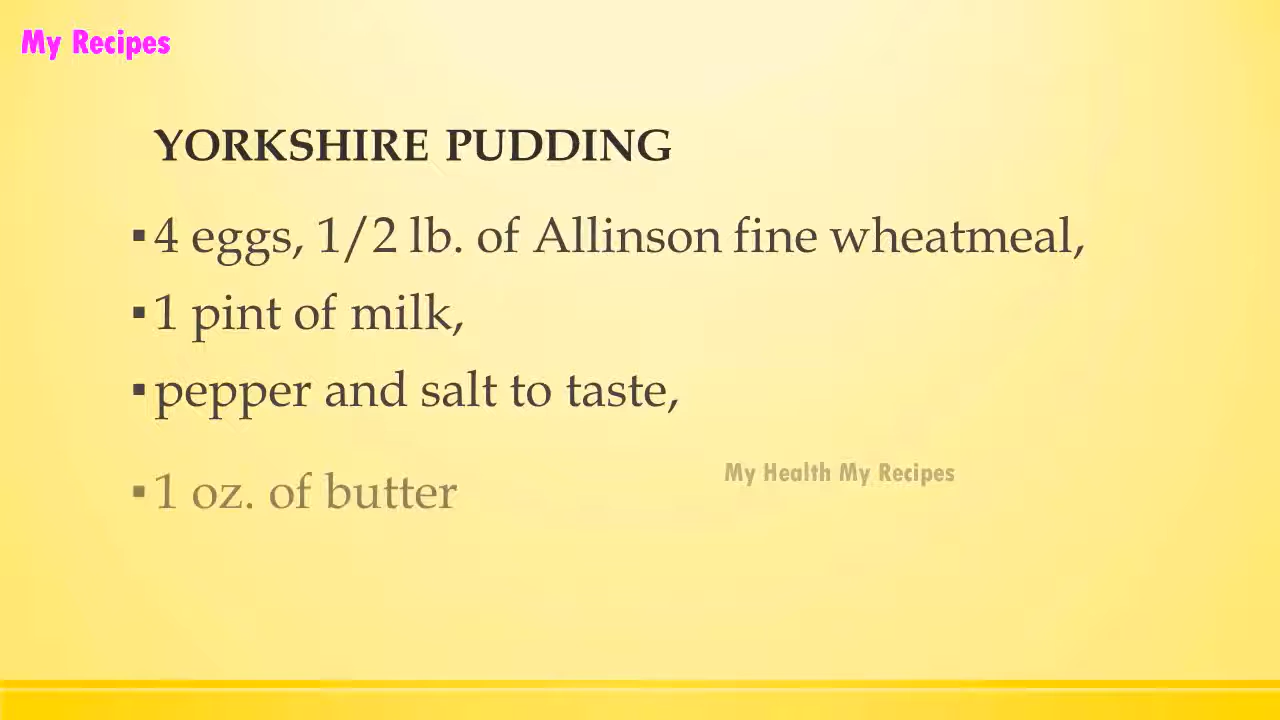 My Recipes
YORKSHIRE PUDDING
▪4 eggs, 1/2 lb. of Allinson fine wheatmeal,
▪1 pint of milk,
▪pepper and salt to taste,
My Health My Recipes
▪1 oz. of butter